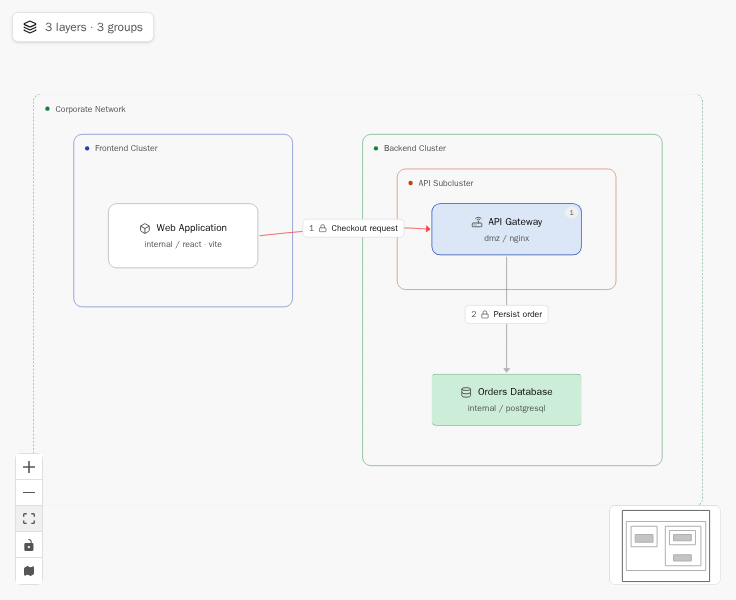 3 layers · 3 groups
Corporate Network
Frontend Cluster
Backend Cluster
API Subcluster
Web Application
internal / react · vite
1 Checkout request
API Gateway
1
dmz / nginx
2 Persist order
Orders Database
internal / postgresql